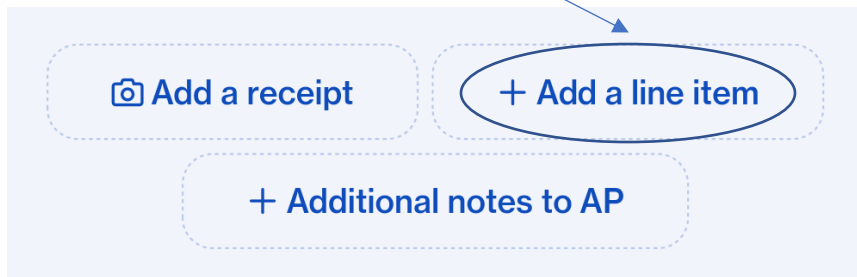 Add a receipt
+ Add a line item
+ Additional notes to AP